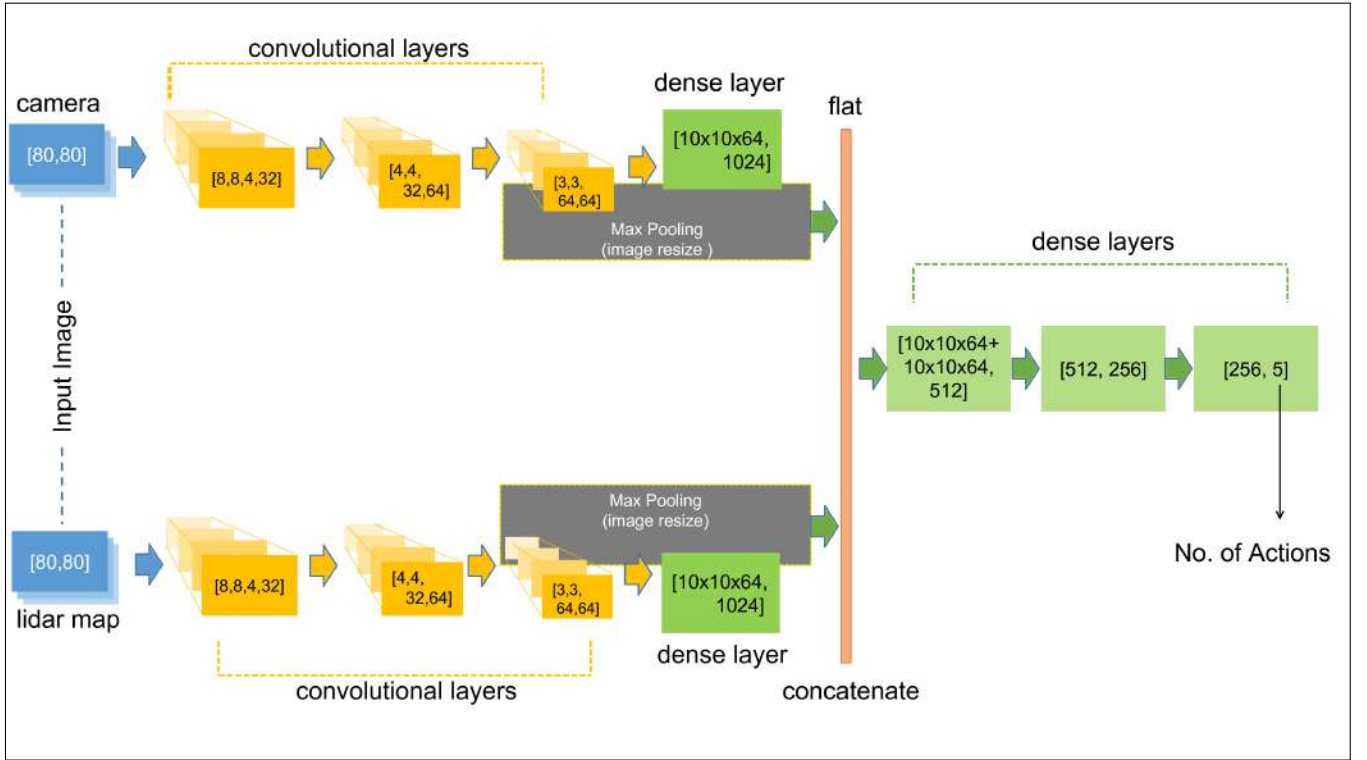 convolutional layers
camera
[80,80]
[8,8,4,32]
[4,4,
32,64]
[3,3,
64,64]
dense layer
[10x10x64,
1024]
Max Pooling
(image resize )
flat
Input Image
dense layers
[10x10x64+
10x10x64,
512]
[512, 256]
[256, 5]
No. of Actions
[80,80]
lidar map
[8,8,4,32]
[4,4,
32,64]
[3,3,
64,64]
Max Pooling
(image resize)
[10x10x64,
1024]
dense layer
convolutional layers
concatenate